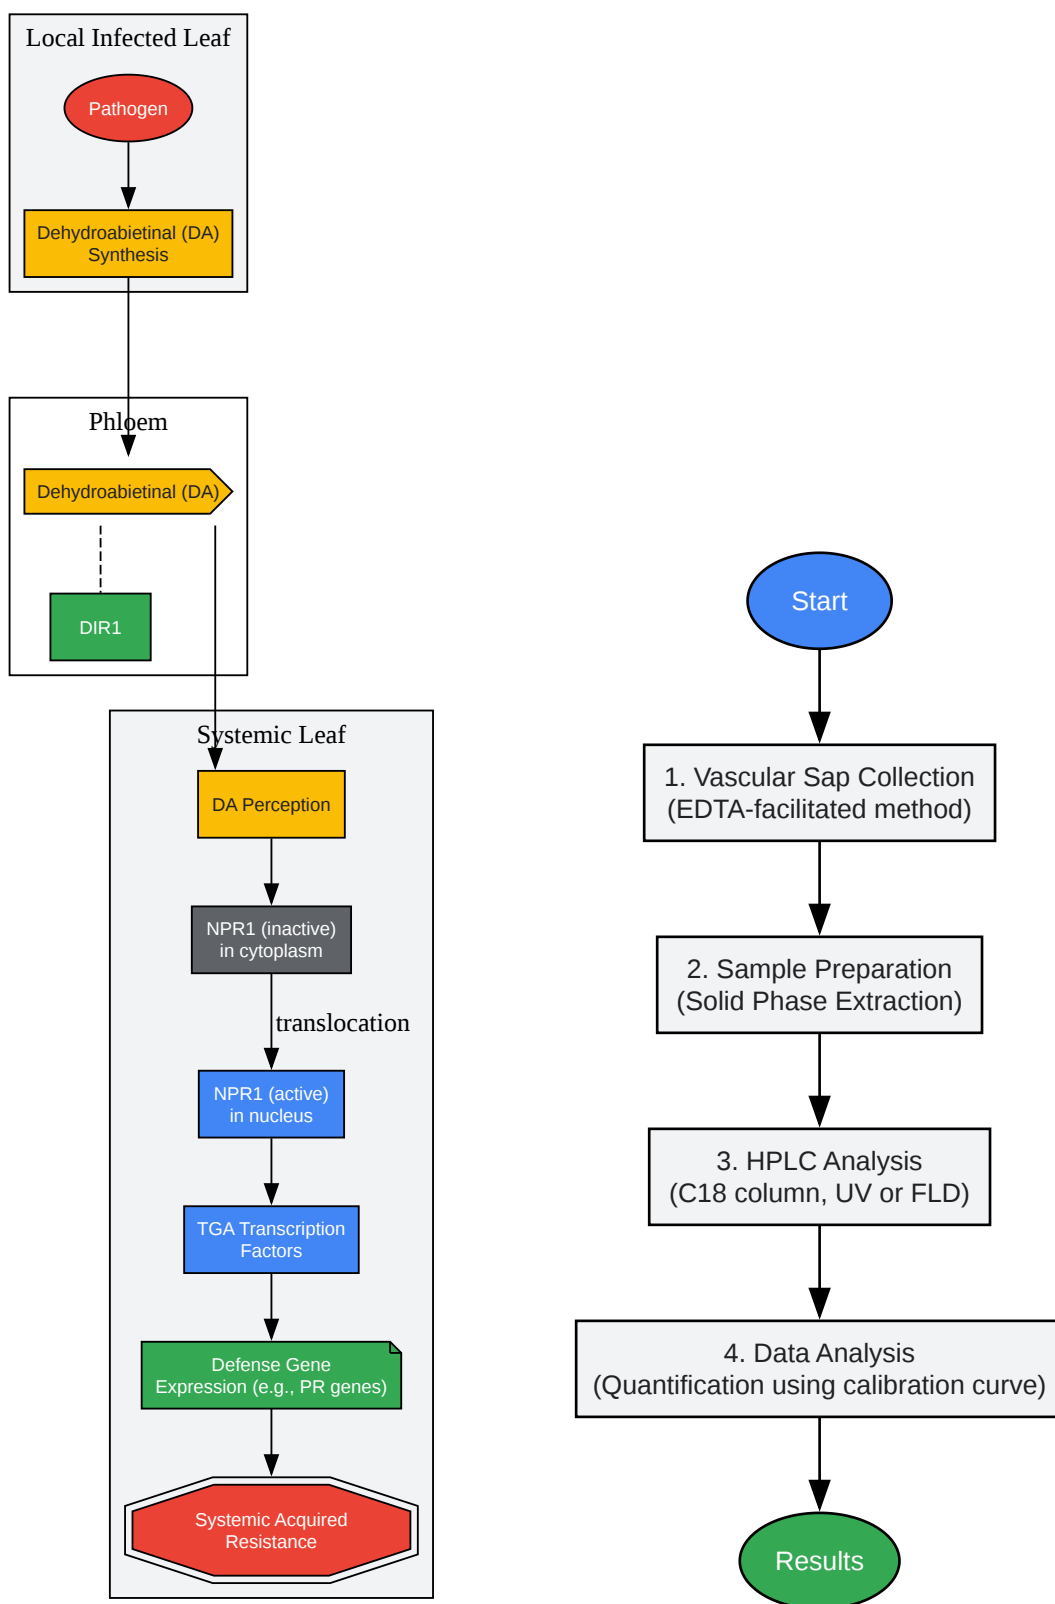 Local Infected Leaf
Pathogen
Dehydroabietinal (DA)
Synthesis
Phloem
Dehydroabietinal (DA)
DIR1
Systemic Leaf
DA Perception
NPR1 (inactive)
in cytoplasm
translocation
NPR1 (active)
in nucleus
TGA Transcription
Factors
Defense Gene
Expression (e.g., PR genes)
Systemic Acquired
Resistance
Start
1. Vascular Sap Collection
(EDTA-facilitated method)
2. Sample Preparation
(Solid Phase Extraction)
3. HPLC Analysis
(C18 column, UV or FLD)
4. Data Analysis
(Quantification using calibration curve)
Results